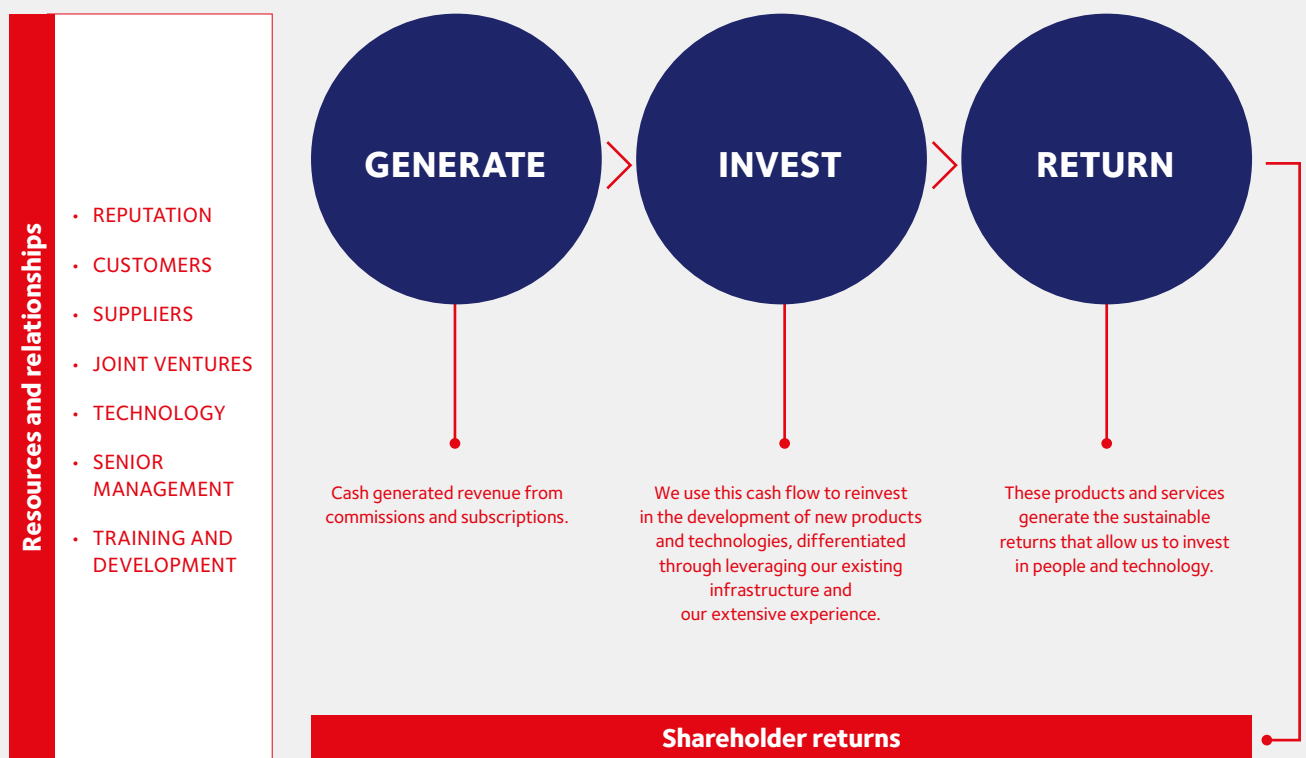 Resources and relationships
• REPUTATION
• CUSTOMERS
• SUPPLIERS
• JOINT VENTURES
• TECHNOLOGY
• SENIOR
MANAGEMENT
• TRAINING AND
DEVELOPMENT
GENERATE
INVEST
RETURN
Cash generated revenue from
commissions and subscriptions.
We use this cash flow to reinvest
in the development of new products
and technologies, differentiated
through leveraging our existing
infrastructure and
our extensive experience.
These products and services
generate the sustainable
returns that allow us to invest
in people and technology.
Shareholder returns